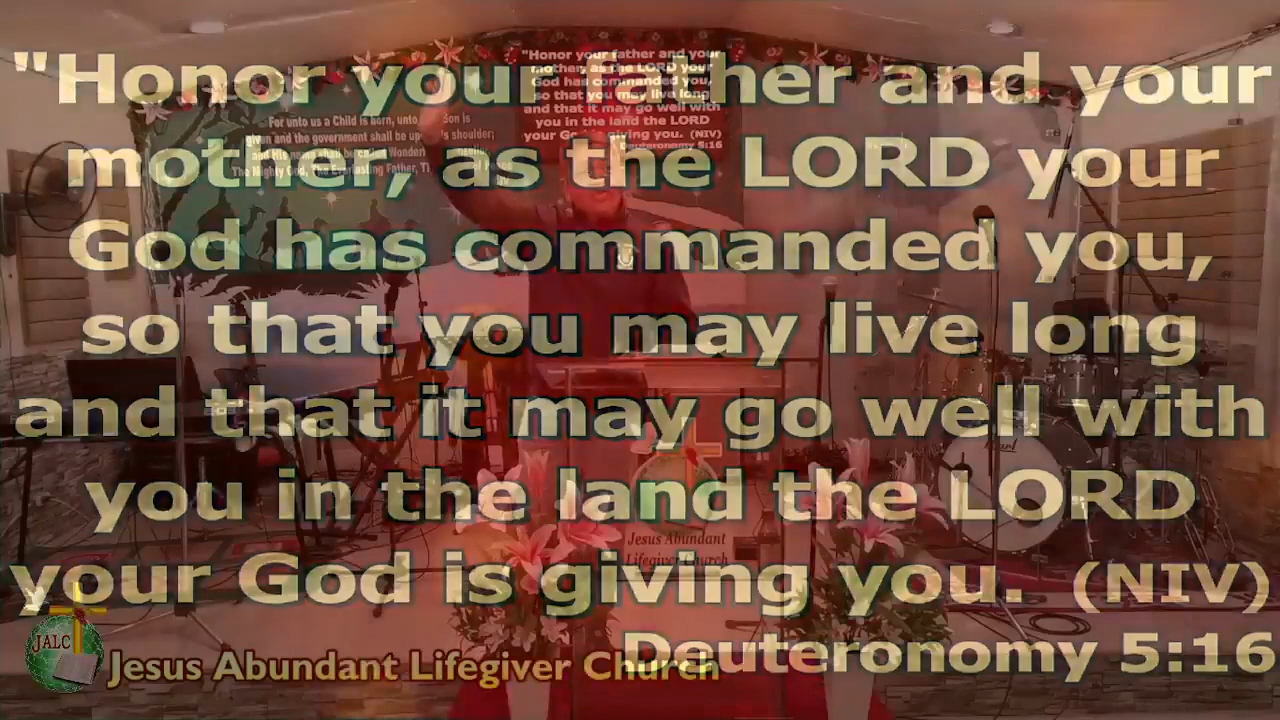 "Honor your father and your
mother, as the LORD your
God has commanded you,
so that you may live long
and that it may go well with
you in the land the LORD
your God is giving you. (NIV)
Deuteronomy 5:16
"Honor your father and your
mother, as the LORD your
God has commanded you,
so that you may live long
and that it may go well with
you in the land the LORD
your God is giving you. (NIV)
Deuteronomy 5:16
For unto us a Child is born, unto Son is
given and the government shall be shoulder;
and His name shall be
The Mighty God, The Everlasting Father,
Pearl
Jesus Abundant
Lifegiver Church
JALC
Jesus Abundant Lifegiver Church